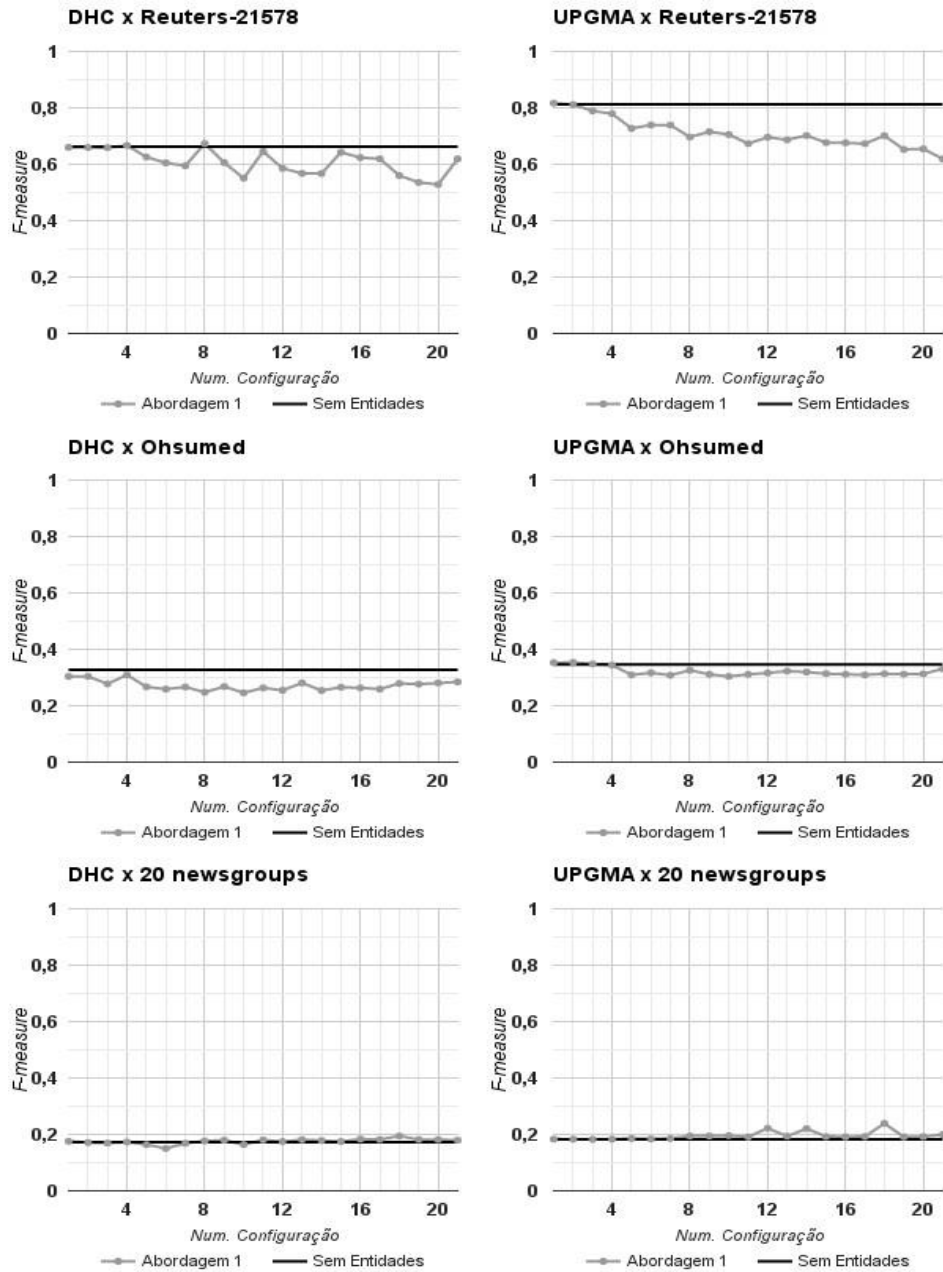 DHC x Reuters-21578
1
0,8
0,6
0,4
0,2
0
F-measure
4 8 12 16 20
Num. Configuração
Abordagem 1 Sem Entidades
UPGMA x Reuters-21578
1
0,8
0,6
0,4
0,2
0
F-measure
4 8 12 16 20
Num. Configuração
Abordagem 1 Sem Entidades
DHC x Ohsumed
1
0,8
0,6
0,4
0,2
0
F-measure
4 8 12 16 20
Num. Configuração
Abordagem 1 Sem Entidades
UPGMA x Ohsumed
1
0,8
0,6
0,4
0,2
0
F-measure
4 8 12 16 20
Num. Configuração
Abordagem 1 Sem Entidades
DHC x 20 newsgroups
1
0,8
0,6
0,4
0,2
0
F-measure
4 8 12 16 20
Num. Configuração
Abordagem 1 Sem Entidades
UPGMA x 20 newsgroups
1
0,8
0,6
0,4
0,2
0
F-measure
4 8 12 16 20
Num. Configuração
Abordagem 1 Sem Entidades